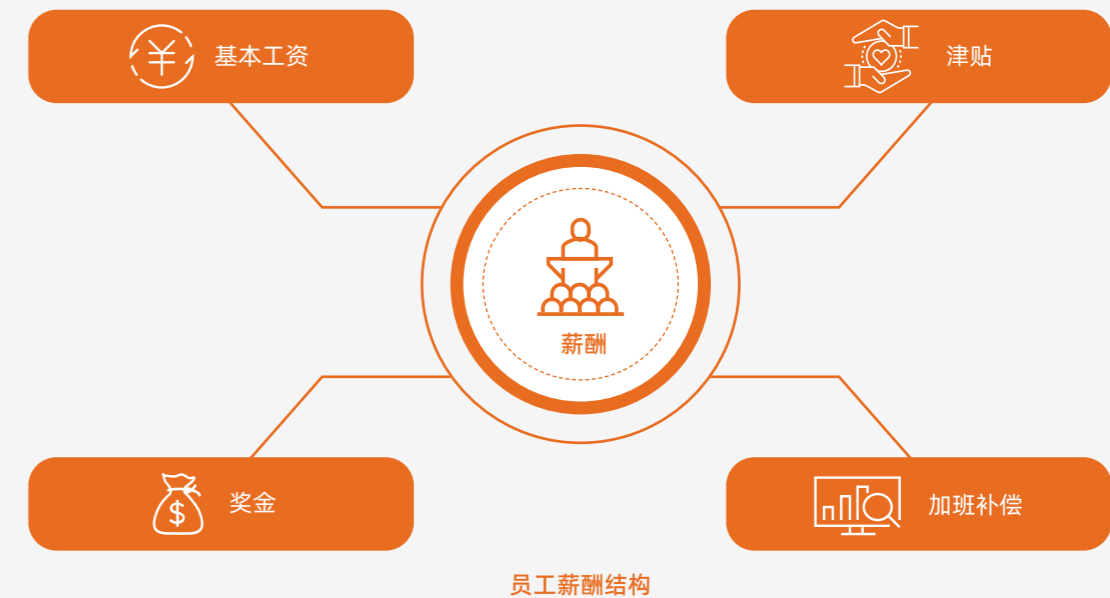 基本工资
津贴
薪酬
奖金
加班补偿
员工薪酬结构